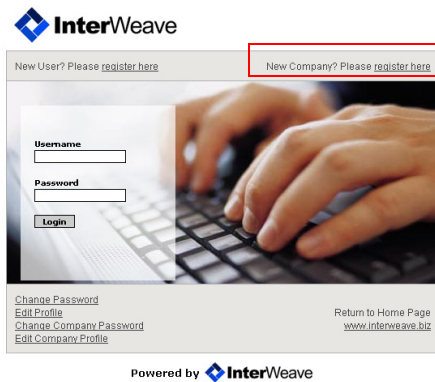 InterWeave
New User? Please register here
New Company? Please register here
Username
Password
Login
Change Password
Edit Profile
Change Company Password
Edit Company Profile
Return to Home Page
www.interweave.biz
Powered by InterWeave